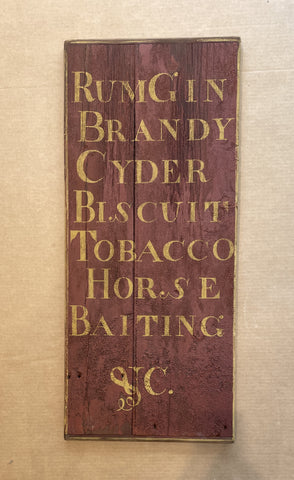 RumGin
Brandy
Cyder
Biscuit
Tobacco
Horse
Baiting
&C.